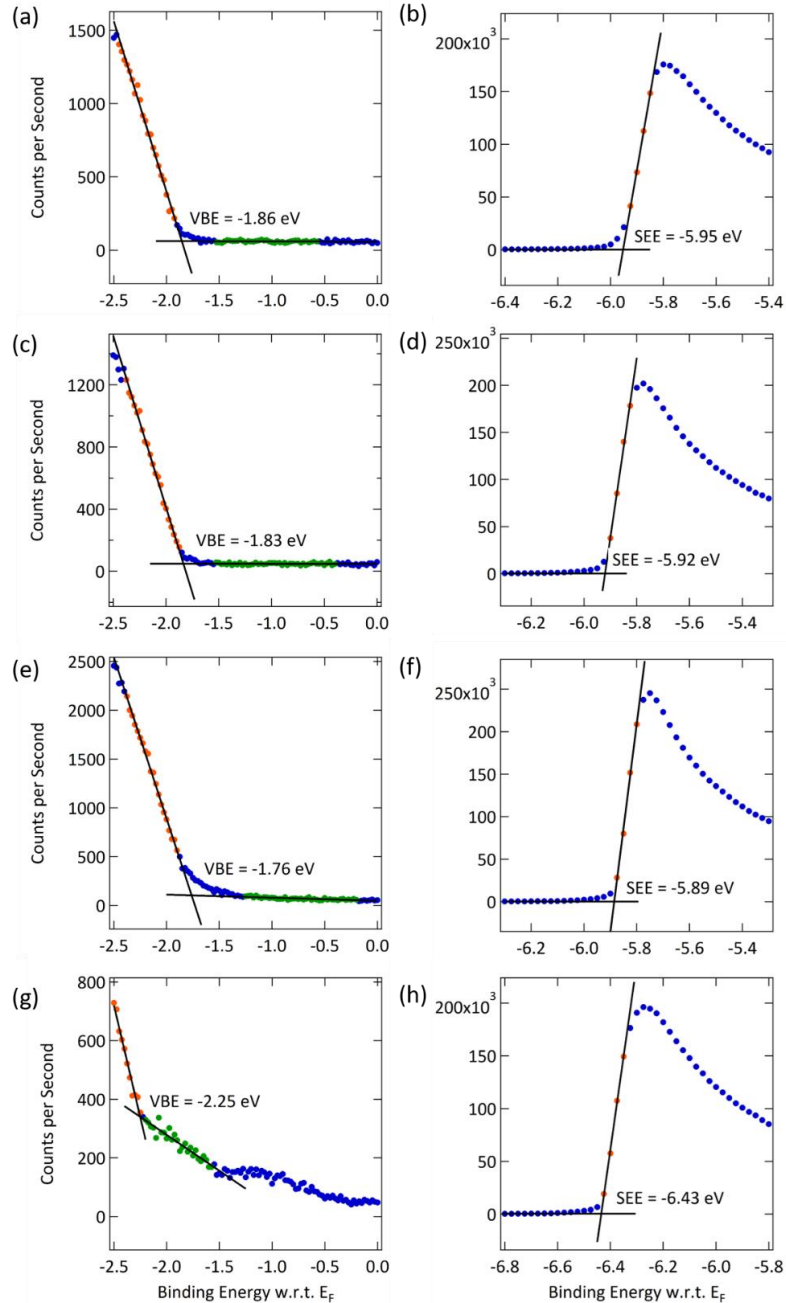 (a)
1500
1000
500
0
Counts per Second
VBE = -1.86 eV
-2.5 -2.0 -1.5 -1.0 -0.5 0.0
(b)
200x10³
150
100
50
0
SEE = -5.95 eV
-6.4 -6.2 -6.0 -5.8 -5.6 -5.4
(c)
1200
800
400
0
Counts per Second
VBE = -1.83 eV
-2.5 -2.0 -1.5 -1.0 -0.5 0.0
(d)
250x10³
200
150
100
50
0
SEE = -5.92 eV
-6.2 -6.0 -5.8 -5.6 -5.4
(e)
2500
2000
1500
1000
500
0
Counts per Second
VBE = -1.76 eV
-2.5 -2.0 -1.5 -1.0 -0.5 0.0
(f)
250x10³
200
150
100
50
0
SEE = -5.89 eV
-6.2 -6.0 -5.8 -5.6 -5.4
(g)
800
600
400
200
0
Counts per Second
VBE = -2.25 eV
-2.5 -2.0 -1.5 -1.0 -0.5 0.0
Binding Energy w.r.t. E_F
(h)
200x10³
150
100
50
0
SEE = -6.43 eV
-6.8 -6.6 -6.4 -6.2 -6.0 -5.8
Binding Energy w.r.t. E_F